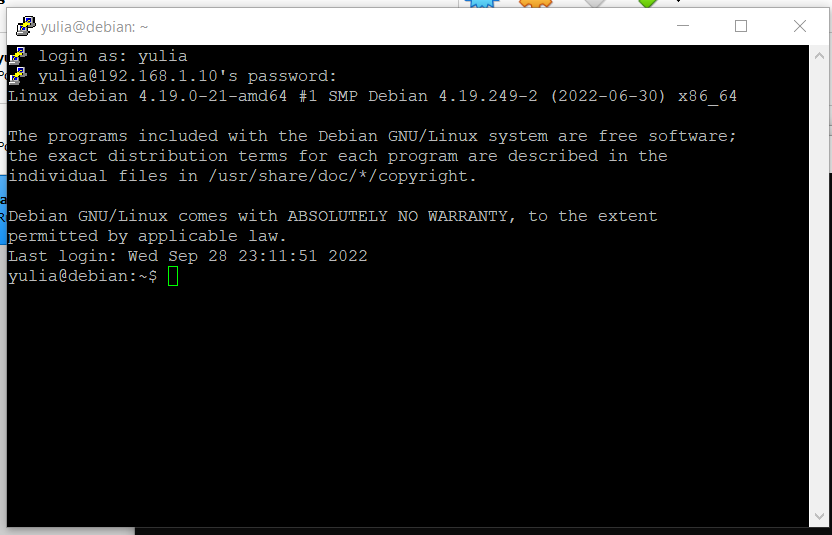 yulia@debian: ~
login as: yulia
yulia@192.168.1.10's password:
Linux debian 4.19.0-21-amd64 #1 SMP Debian 4.19.249-2 (2022-06-30) x86_64
The programs included with the Debian GNU/Linux system are free software;
the exact distribution terms for each program are described in the
individual files in /usr/share/doc/*/copyright.
Debian GNU/Linux comes with ABSOLUTELY NO WARRANTY, to the extent
permitted by applicable law.
Last login: Wed Sep 28 23:11:51 2022
yulia@debian:~$